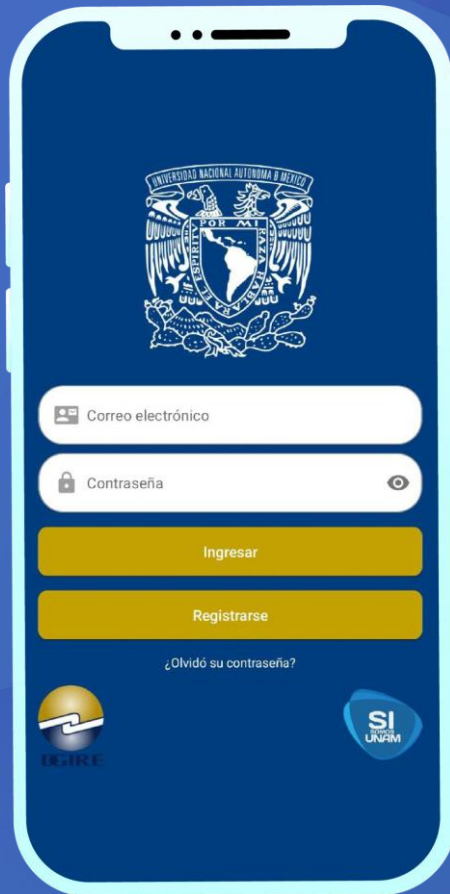 UNIVERSIDAD NACIONAL AUTONOMA D MEXICO
POR MI RAZA HABLARA EL ESPIRITU
Correo electrónico
Contraseña
Ingresar
Registrarse
¿Olvidó su contraseña?
DGIRE
SI
SOMOS
UNAM